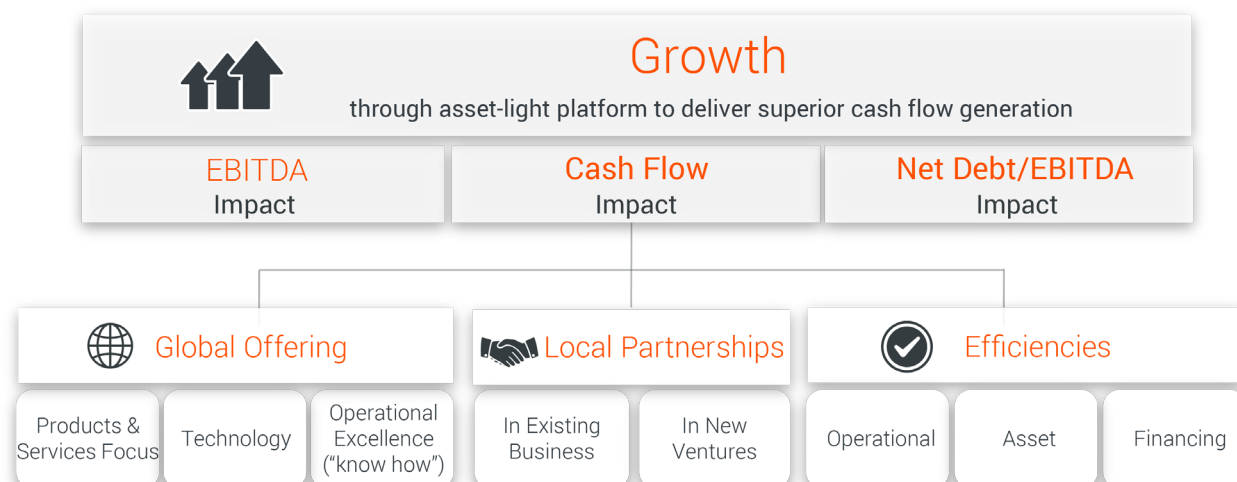 Growth
through asset-light platform to deliver superior cash flow generation
EBITDA
Impact
Cash Flow
Impact
Net Debt/EBITDA
Impact
Global Offering
Local Partnerships
Efficiencies
Products &
Services Focus
Technology
Operational
Excellence
(“know how”)
In Existing
Business
In New
Ventures
Operational
Asset
Financing